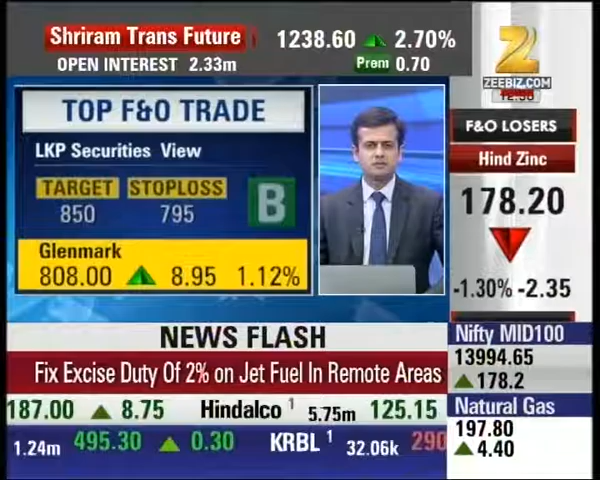 Shriram Trans Future
1238.60 2.70%
OPEN INTEREST 2.33m
Prem 0.70
Z
ZEEBIZ.COM
TOP F&O TRADE
LKP Securities View
TARGET STOPLOSS
850 795
B
Glenmark
808.00 8.95 1.12%
F&O LOSERS
Hind Zinc
178.20
-1.30% -2.35
NEWS FLASH
Fix Excise Duty Of 2% on Jet Fuel In Remote Areas
Nifty MID100
13994.65
178.2
Natural Gas
197.80
4.40
187.00 8.75 Hindalco 1 5.75m 125.15
1.24m 495.30 0.30 KRBL 1 32.06k 290